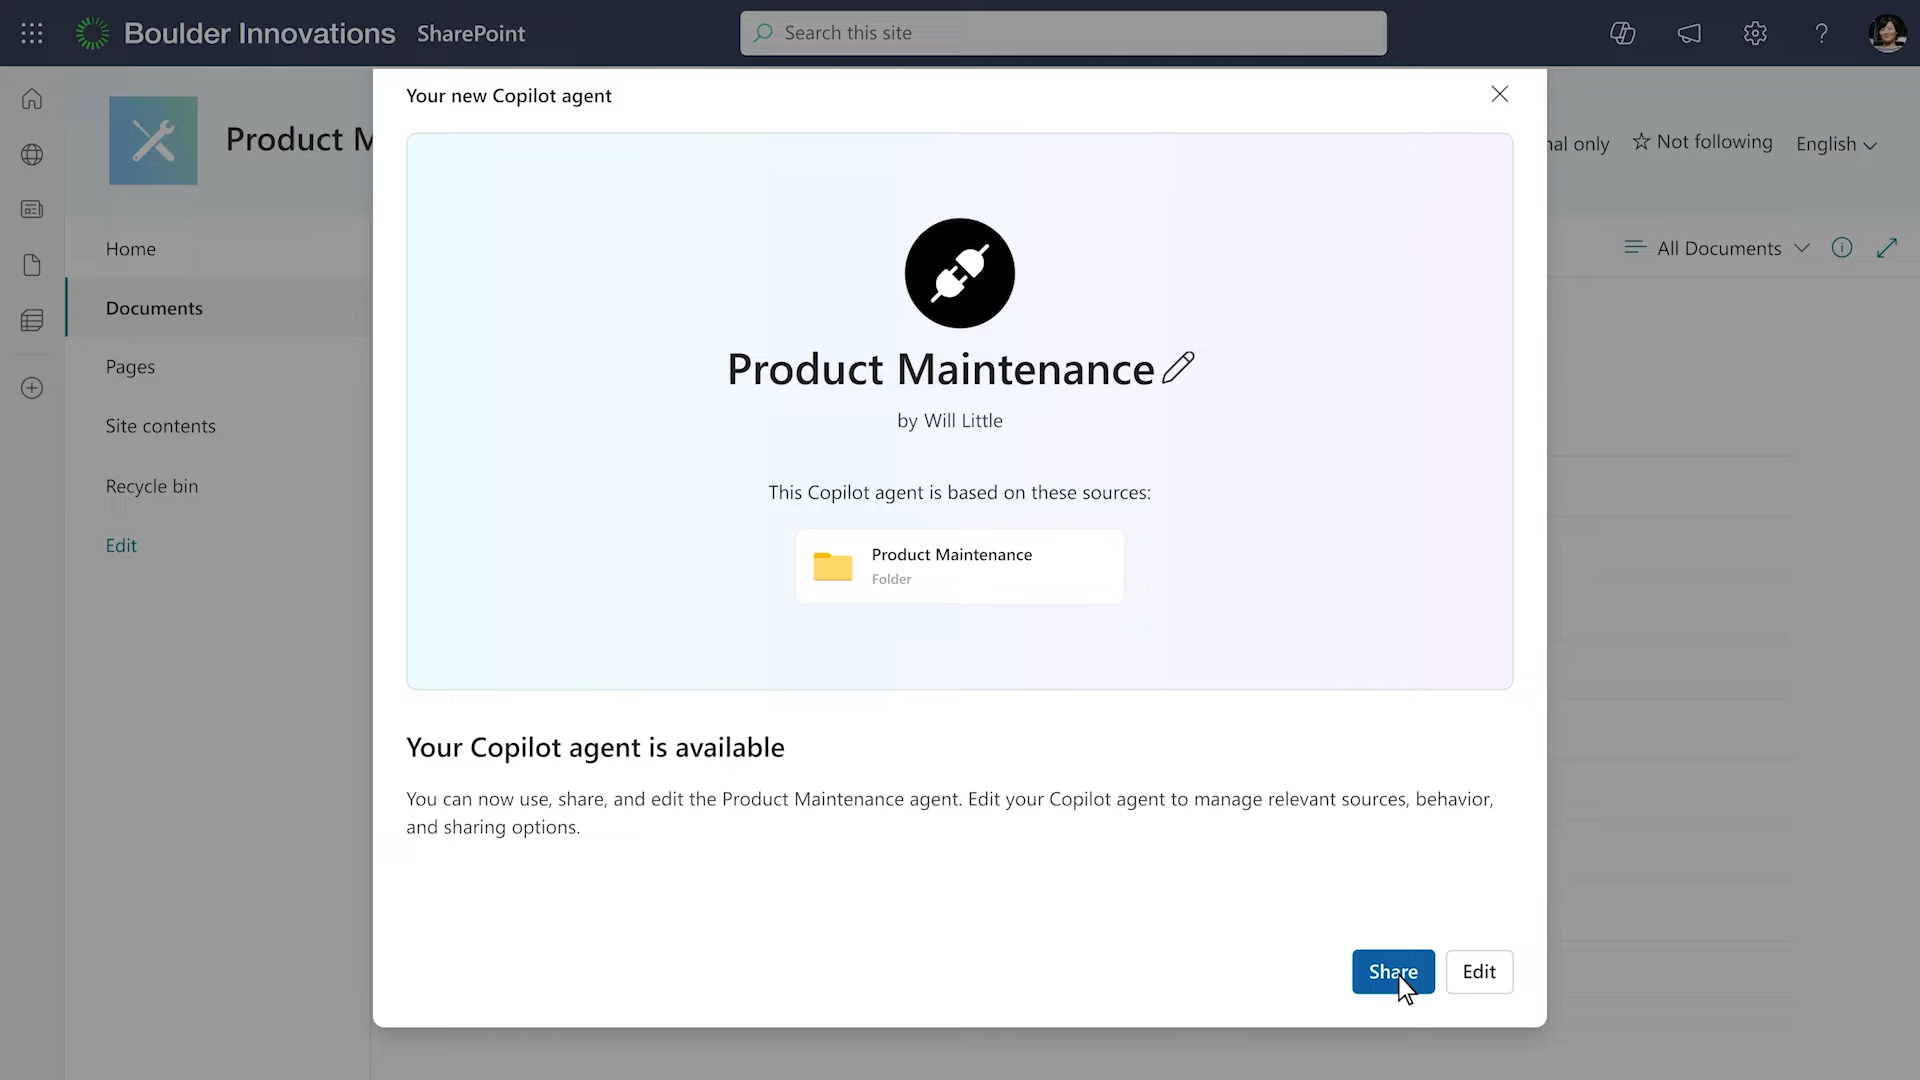 Boulder Innovations SharePoint Search this site
Your new Copilot agent
Product M
Not following English
nal only
Home
All Documents
Documents
Pages
Site contents
Recycle bin
Edit
Product Maintenance
by Will Little
This Copilot agent is based on these sources:
Product Maintenance
Folder
Your Copilot agent is available
You can now use, share, and edit the Product Maintenance agent. Edit your Copilot agent to manage relevant sources, behavior,
and sharing options.
Share Edit